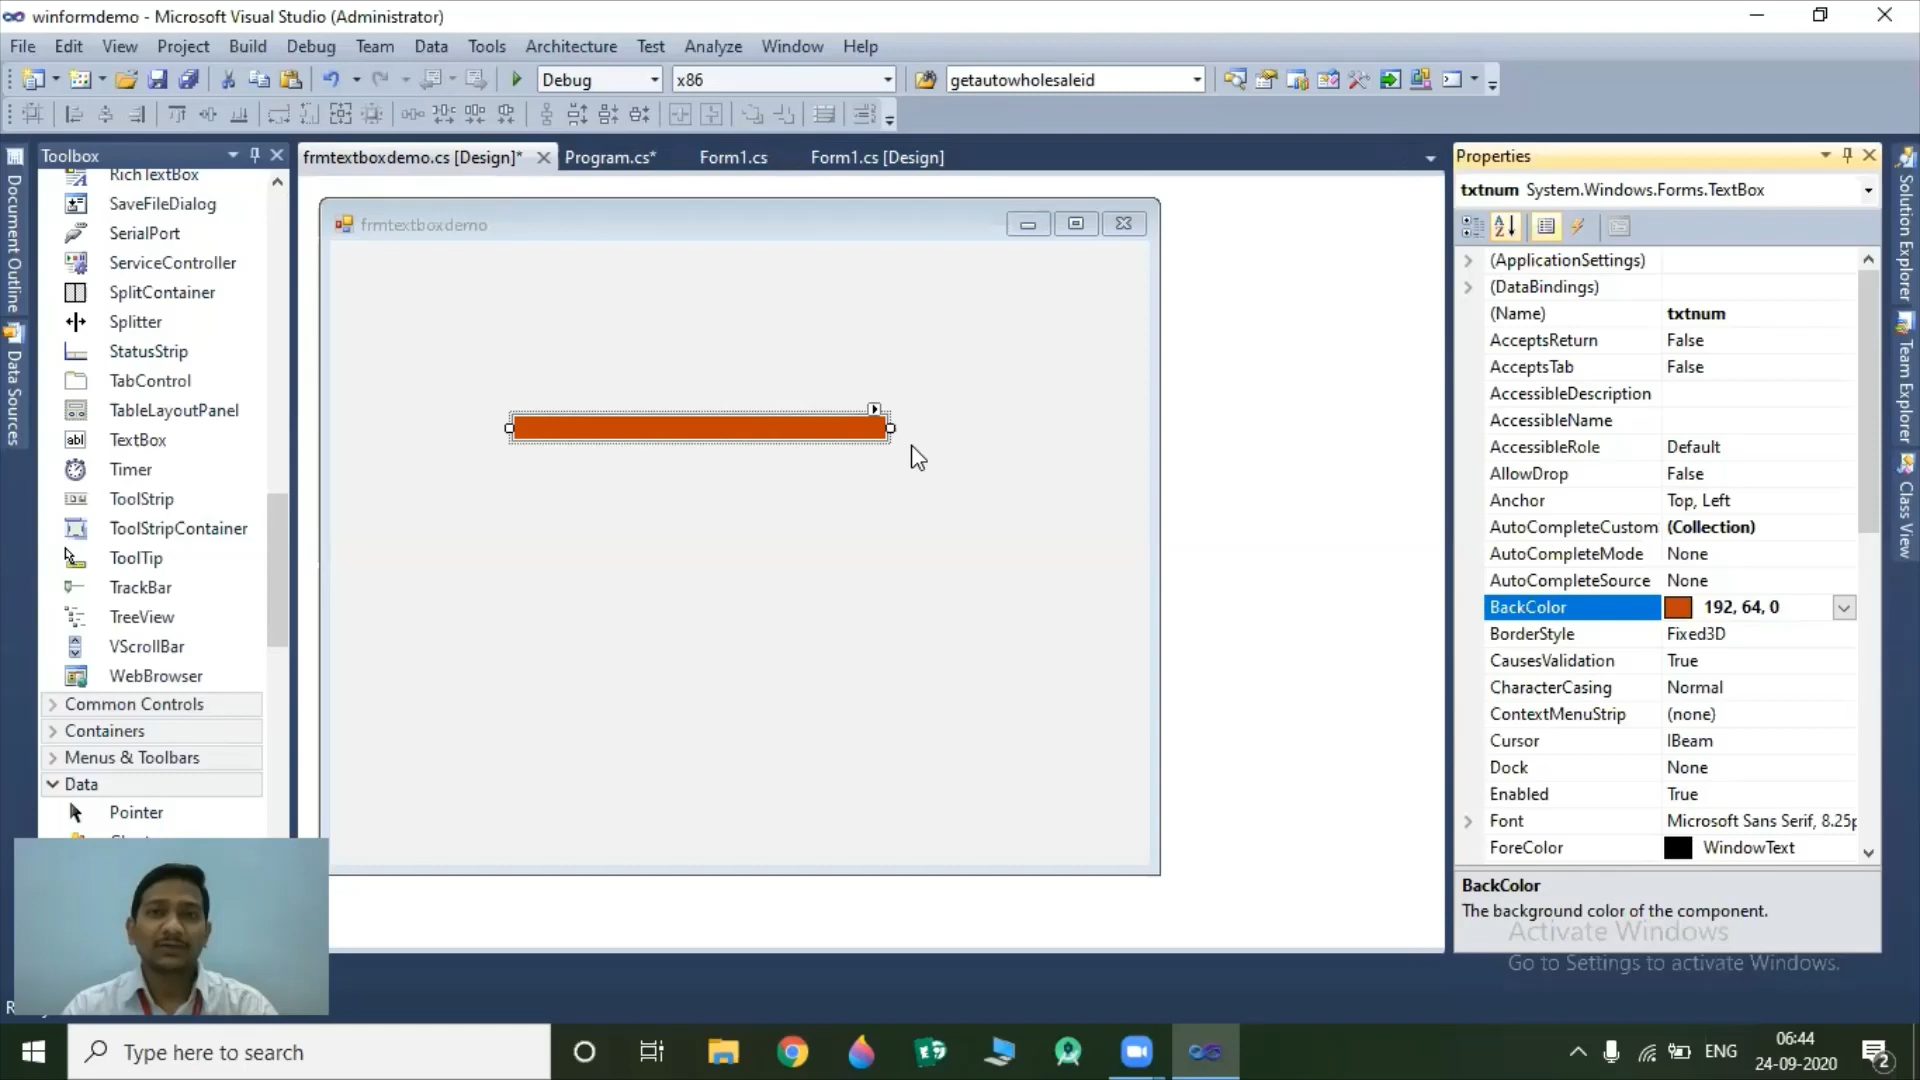 winformdemo - Microsoft Visual Studio (Administrator)
File Edit View Project Build Debug Team Data Tools Architecture Test Analyze Window Help
Debug x86 getautowholesaleid
Toolbox
frmtextboxdemo.cs [Design]* Program.cs* Form1.cs Form1.cs [Design]
Document Outline
Data Sources
RichTextBox
SaveFileDialog
SerialPort
ServiceController
SplitContainer
Splitter
StatusStrip
TabControl
TableLayoutPanel
abl TextBox
Timer
ToolStrip
ToolStripContainer
ToolTip
TrackBar
TreeView
VScrollBar
WebBrowser
Common Controls
Containers
Menus & Toolbars
Data
Pointer
frmtextboxdemo
Properties
txtnum System.Windows.Forms.TextBox
(ApplicationSettings)
(DataBindings)
(Name) txtnum
AcceptsReturn False
AcceptsTab False
AccessibleDescription
AccessibleName
AccessibleRole Default
AllowDrop False
Anchor Top, Left
AutoCompleteCustom (Collection)
AutoCompleteMode None
AutoCompleteSource None
BackColor 192, 64, 0
BorderStyle Fixed3D
CausesValidation True
CharacterCasing Normal
ContextMenuStrip (none)
Cursor IBeam
Dock None
Enabled True
Font Microsoft Sans Serif, 8.25p
ForeColor WindowText
BackColor
The background color of the component.
Activate Windows
Go to Settings to activate Windows.
Solution Explorer
Team Explorer
Class View
Type here to search
ENG
06:44
24-09-2020
2